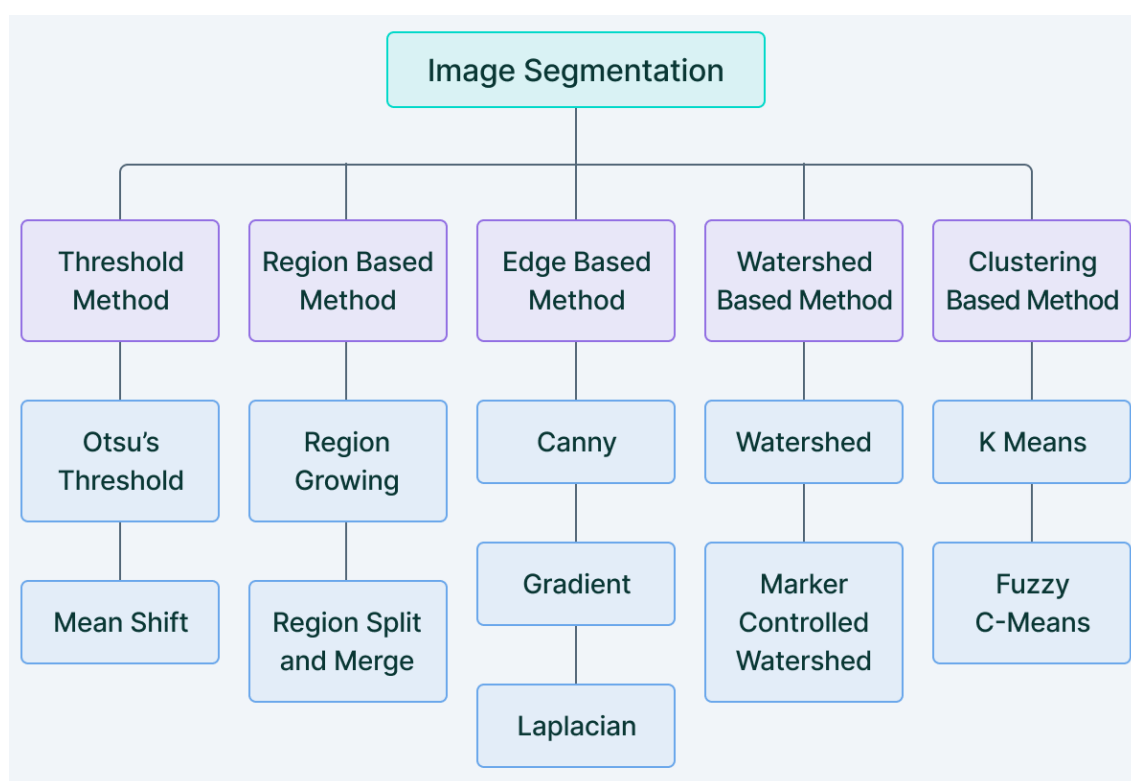 Image Segmentation
Threshold
Method
Region Based
Method
Edge Based
Method
Watershed
Based Method
Clustering
Based Method
Otsu’s
Threshold
Region
Growing
Canny
Watershed
K Means
Mean Shift
Region Split
and Merge
Gradient
Marker
Controlled
Watershed
Fuzzy
C-Means
Laplacian